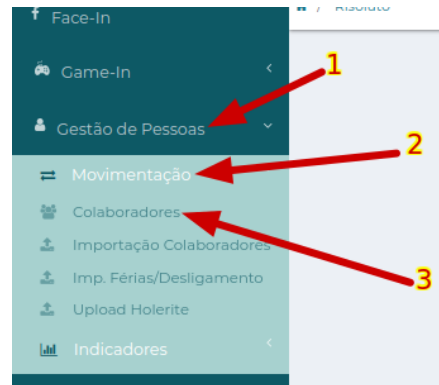 Face-In
/ Risoluto
Game-In
1
Gestão de Pessoas
2
Movimentação
Colaboradores
Importação Colaboradores
3
Imp. Férias/Desligamento
Upload Holerite
Indicadores